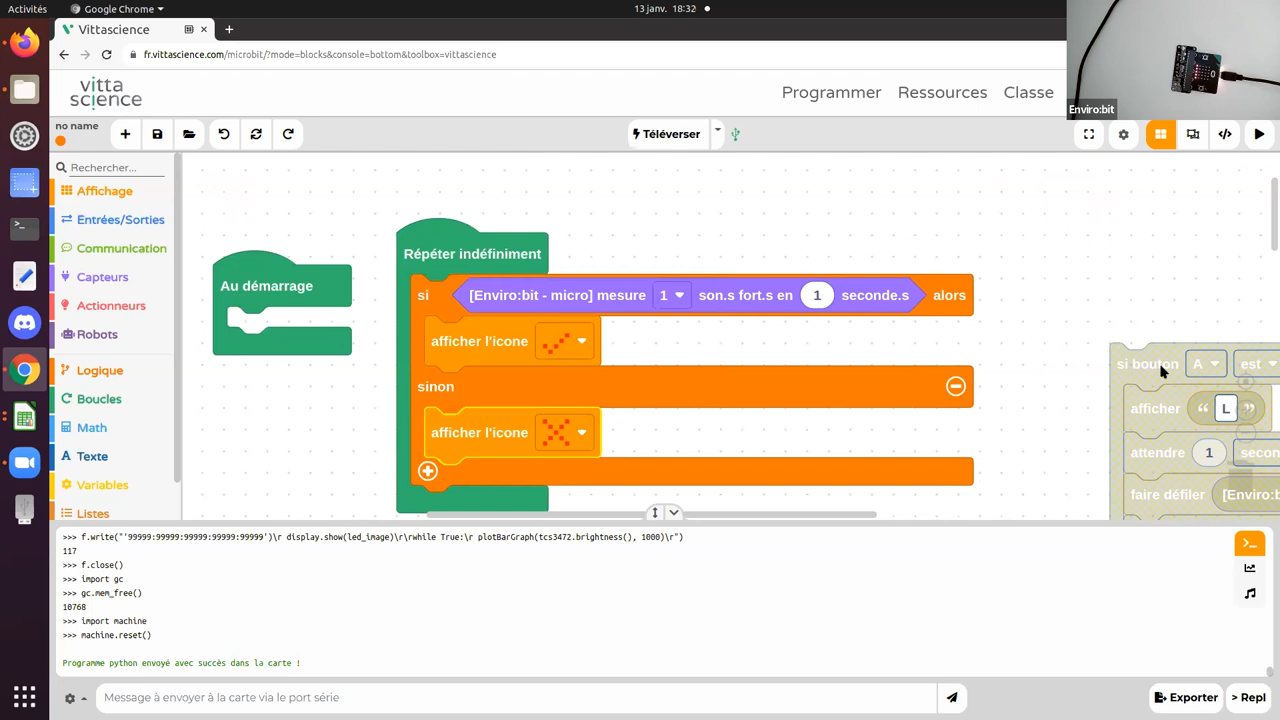 Activités
Google Chrome
13 janv. 18:32
Vittascience
fr.vittascience.com/microbit/?mode=blocks&console=bottom&toolbox=vittascience
Enviro:bit
vitta
science
Programmer
Ressources
Classe
no name
Téléverser
Rechercher...
Affichage
Entrées/Sorties
Communication
Capteurs
Actionneurs
Robots
Logique
Boucles
Math
Texte
Variables
Listes
Au démarrage
Répéter indéfiniment
si [Enviro:bit - micro] mesure 1 son.s fort.s en 1 seconde.s alors
afficher l'icone
sinon
afficher l'icone
si bouton A est
afficher “ L ”
attendre 1 secon
faire défiler [Enviro:b
>>> f.write("'99999:99999:99999:99999:99999')\r display.show(led_image)\r\rwhile True:\r plotBarGraph(tcs3472.brightness(), 1000)\r")
117
>>> f.close()
>>> import gc
>>> gc.mem_free()
10768
>>> import machine
>>> machine.reset()
Programme python envoyé avec succès dans la carte !
Message à envoyer à la carte via le port série
Exporter
> Repl